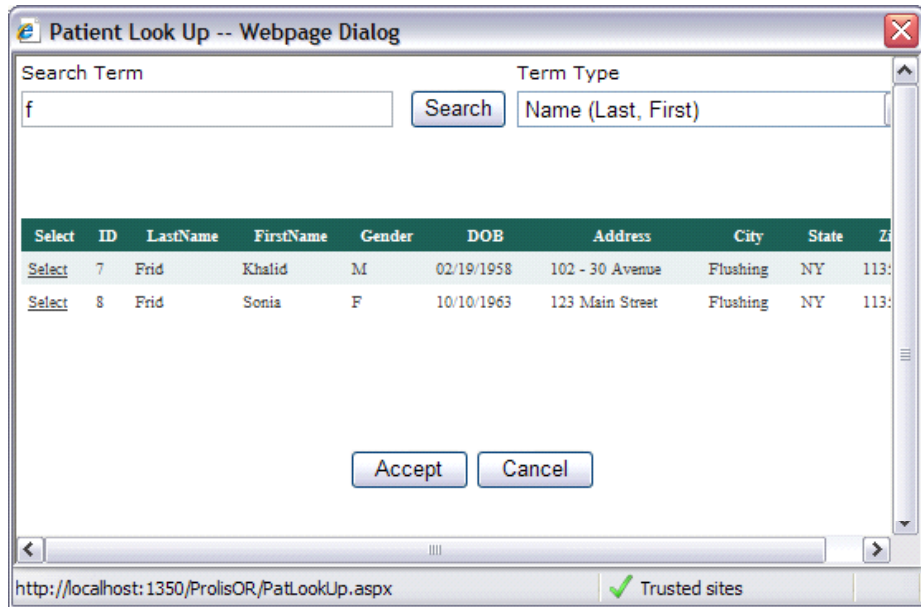 Patient Look Up -- Webpage Dialog
Search Term Term Type
f Search Name (Last, First)
Select ID LastName FirstName Gender DOB Address City State
Select 7 Frid Khalid M 02/19/1958 102 - 30 Avenue Flushing NY
Select 8 Frid Sonia F 10/10/1963 123 Main Street Flushing NY
Accept Cancel
http://localhost:1350/ProlisOR/PatLookUp.aspx Trusted sites